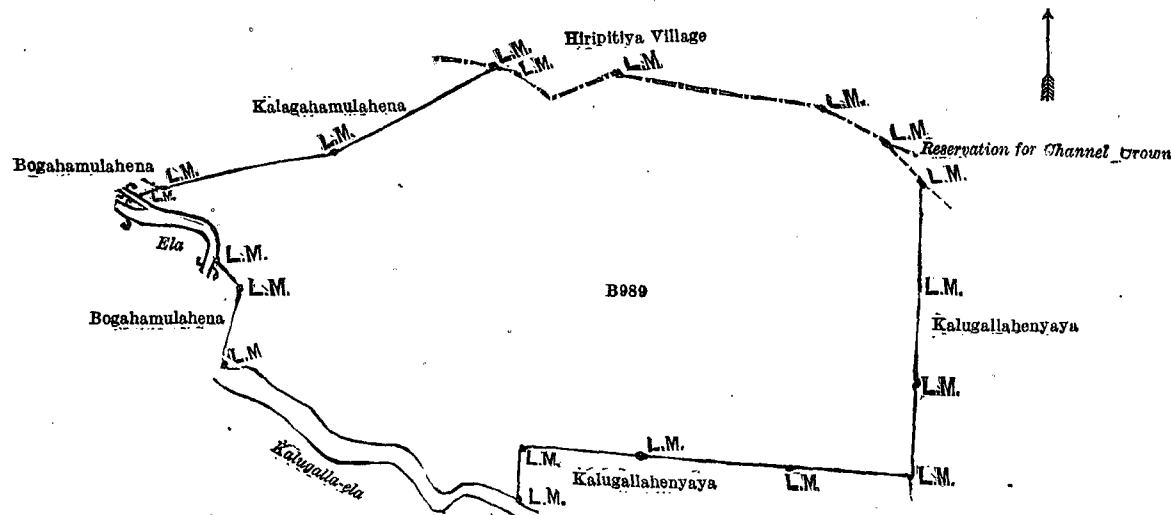 Hiripitiya Village
L.M.
L.M.
L.M.
Kalagahamulahena
L.M.
L.M.
L.M.
Reservation for Channel Crown
Bogahamulahena
L.M.
L.M.
L.M.
Ela
L.M.
L.M.
B989
L.M.
Bogahamulahena
Kalugallahenyaya
L.M
L.M.
Kalugalla-ela
L.M.
L.M.
Kalugallahenyaya
L.M.
L.M.
L.M.